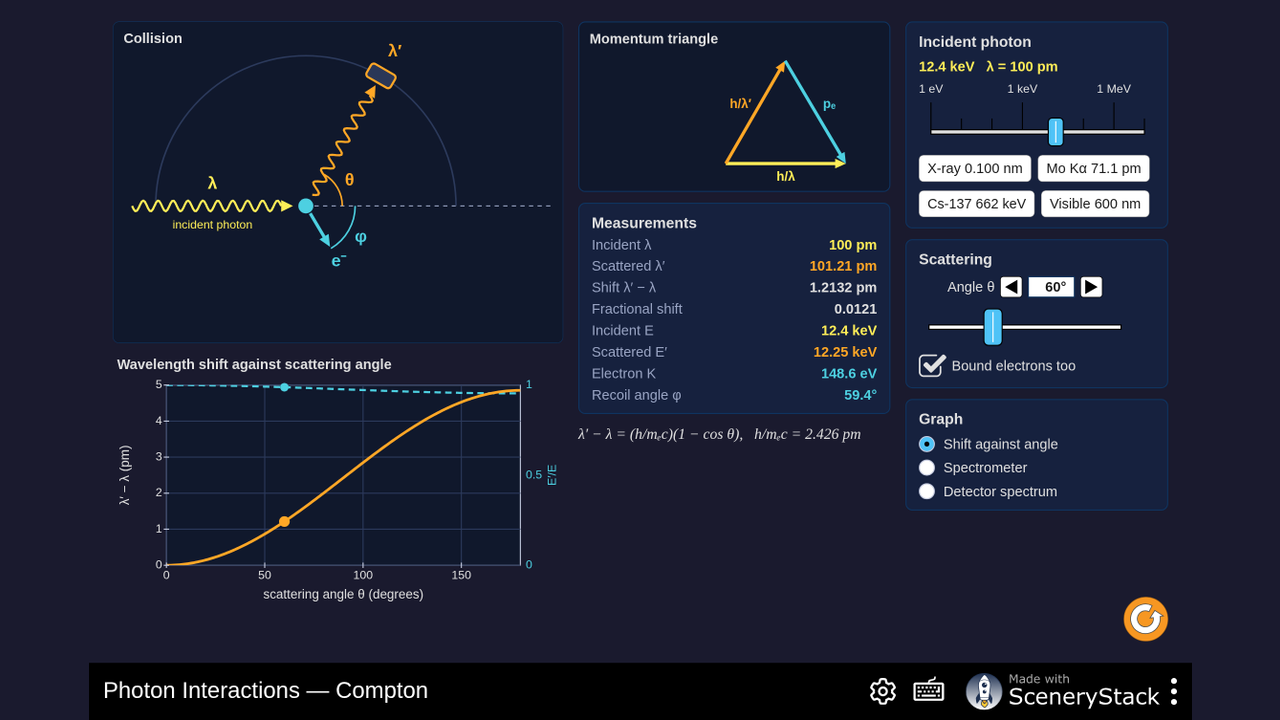 Collision
λ′
λ
θ
incident photon
φ
e⁻
Wavelength shift against scattering angle
5
4
3
2
1
0
λ′ − λ (pm)
1
0.5
0
E′/E
0
50
100
150
scattering angle θ (degrees)
Momentum triangle
h/λ′
pₑ
h/λ
Measurements
Incident λ 100 pm
Scattered λ′ 101.21 pm
Shift λ′ − λ 1.2132 pm
Fractional shift 0.0121
Incident E 12.4 keV
Scattered E′ 12.25 keV
Electron K 148.6 eV
Recoil angle φ 59.4°
λ′ − λ = (h/mₑc)(1 − cos θ), h/mₑc = 2.426 pm
Incident photon
12.4 keV λ = 100 pm
1 eV 1 keV 1 MeV
X-ray 0.100 nm Mo Kα 71.1 pm
Cs-137 662 keV Visible 600 nm
Scattering
Angle θ 60°
Bound electrons too
Graph
Shift against angle
Spectrometer
Detector spectrum
Photon Interactions — Compton
Made with
SceneryStack